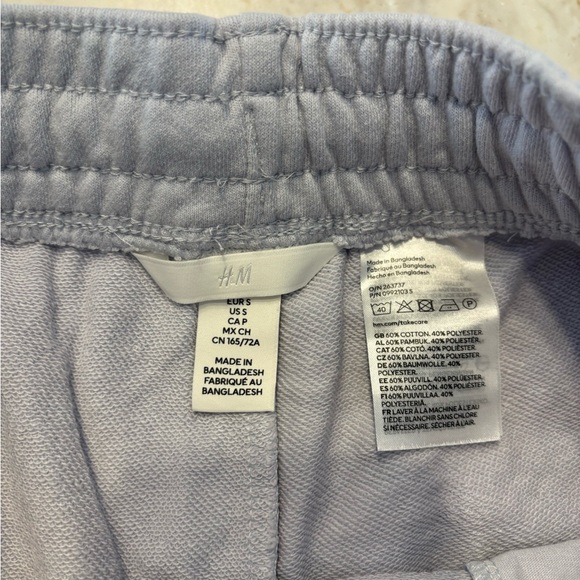 H&M
EUR S
US S
CA P
MX CH
CN 165/72A
MADE IN
BANGLADESH
FABRIQUÉ AU
BANGLADESH
Made in Bangladesh
Fabriqué au Bangladesh
Hecho en Bangladesh
O/N 263737
P/N 0992103 S
40
P
hm.com/takecare
GB 60% COTTON. 40% POLYESTER.
AL 60% PAMBUK. 40% POLIESTER.
CAT 60% COTÓ. 40% POLIÈSTER.
CZ 60% BAVLNA. 40% POLYESTER.
DE 60% BAUMWOLLE. 40%
POLYESTER.
EE 60% PUUVILL. 40% POLÜESTER.
ES 60% ALGODÓN. 40% POLIÉSTER.
FI 60% PUUVILLAA. 40%
POLYESTERIÄ.
FR LAVER À LA MACHINE À L'EAU
TIÈDE. BLANCHIR SANS CHLORE
SI NÉCESSAIRE. SÉCHER À L'AIR.